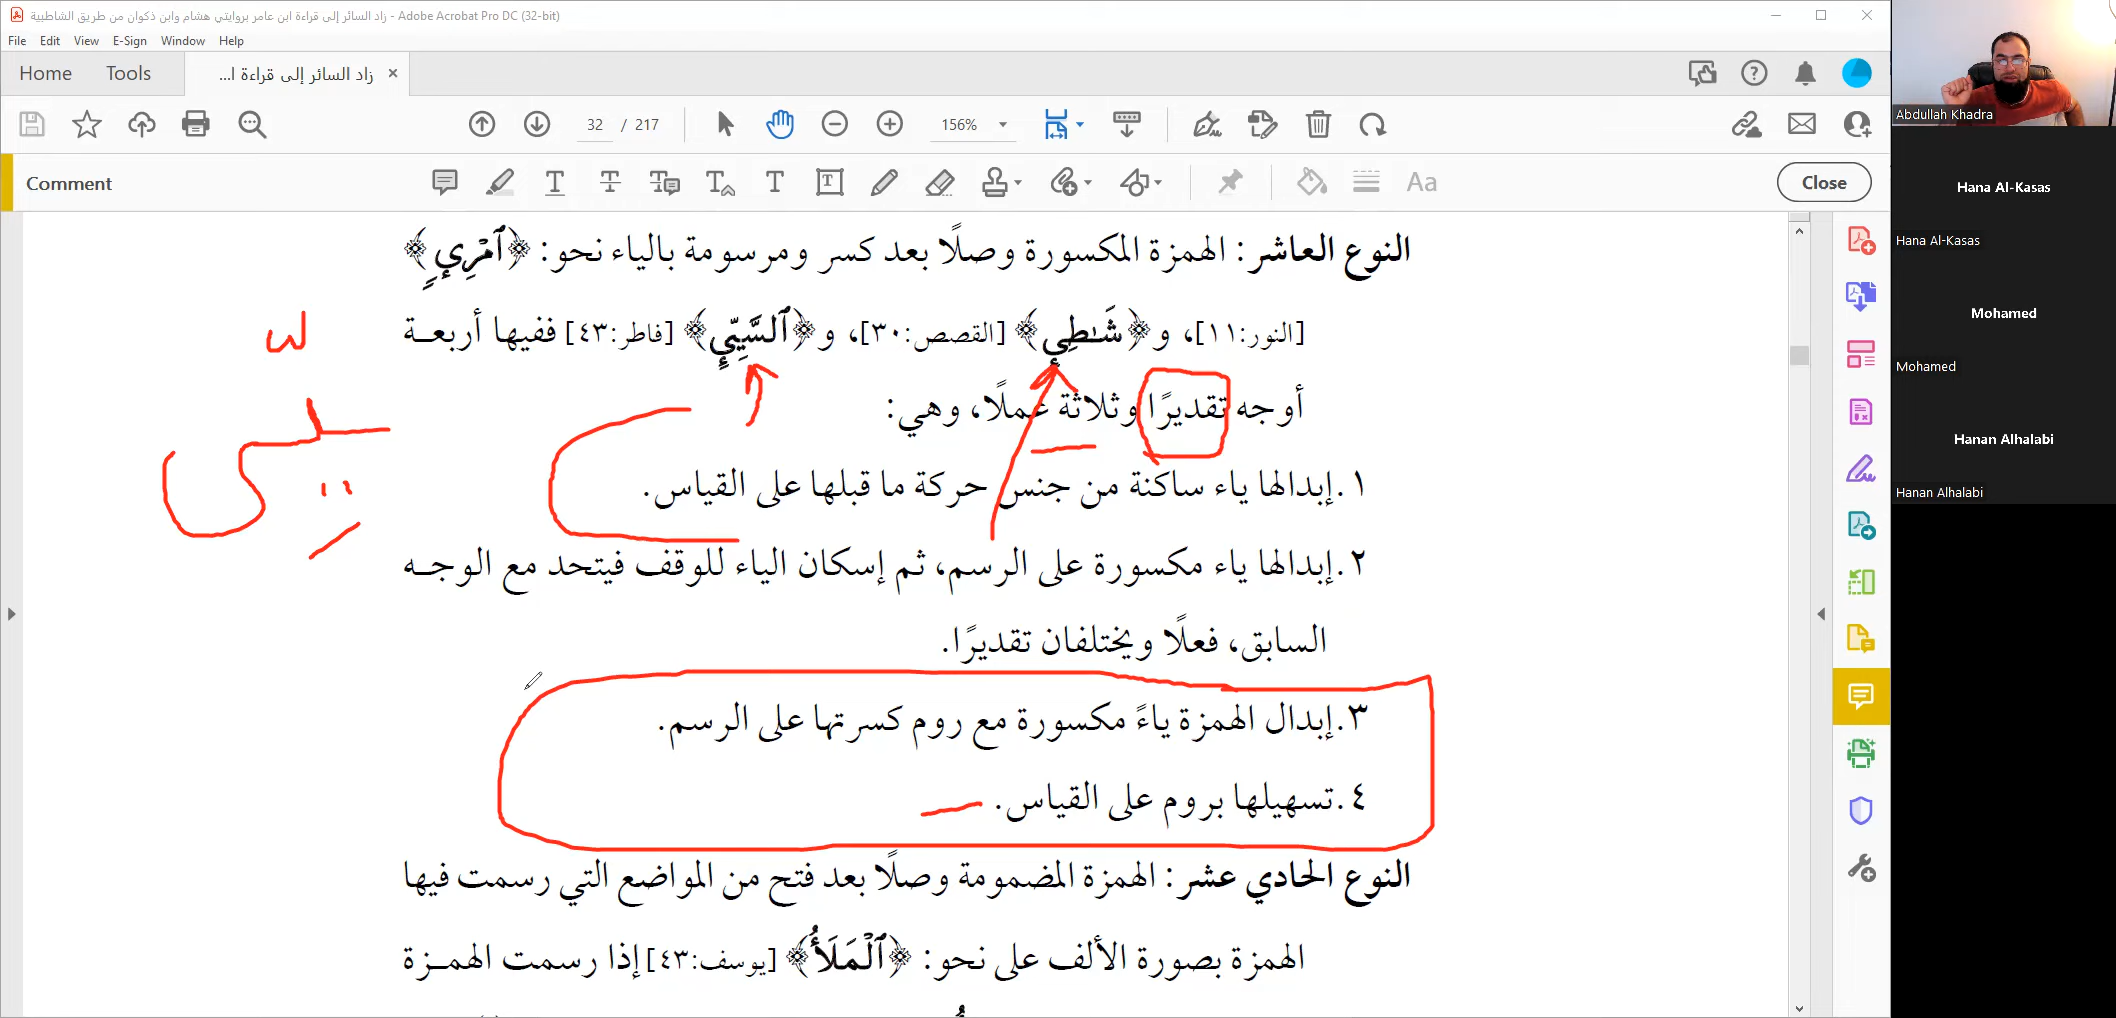 زاد السائر إلى قراءة ابن عامر بروايتي هشام وابن ذكوان من طريق الشاطبية - Adobe Acrobat Pro DC (32-bit)
File Edit View E-Sign Window Help
Home Tools زاد السائر إلى قراءة ا... ×
32 / 217 156%
Comment Close
النوع العاشر: الهمزة المكسورة وصلًا بعد كسر ومرسومة بالياء نحو: ﴿ٱمْرِيٕٖ﴾
[النور:١١]، و﴿شَٰطِيِٕ﴾ [القصص:٣٠]، و﴿ٱلسَّيِّيِٕ﴾ [فاطر:٤٣] ففيها أربعة
أوجه تقديرًا وثلاثة عملًا، وهي:
١.إبدالها ياء ساكنة من جنس حركة ما قبلها على القياس.
٢.إبدالها ياء مكسورة على الرسم، ثم إسكان الياء للوقف فيتحد مع الوجه
السابق، فعلًا ويختلفان تقديرًا.
٣.إبدال الهمزة ياءً مكسورة مع روم كسرتها على الرسم.
٤.تسهيلها بروم على القياس.
النوع الحادي عشر: الهمزة المضمومة وصلًا بعد فتح من المواضع التي رسمت فيها
الهمزة بصورة الألف على نحو: ﴿ٱلْمَلَأُ﴾ [يوسف:٤٣] إذا رسمت الهمزة
Abdullah Khadra
Hana Al-Kasas
Hana Al-Kasas
Mohamed
Mohamed
Hanan Alhalabi
Hanan Alhalabi